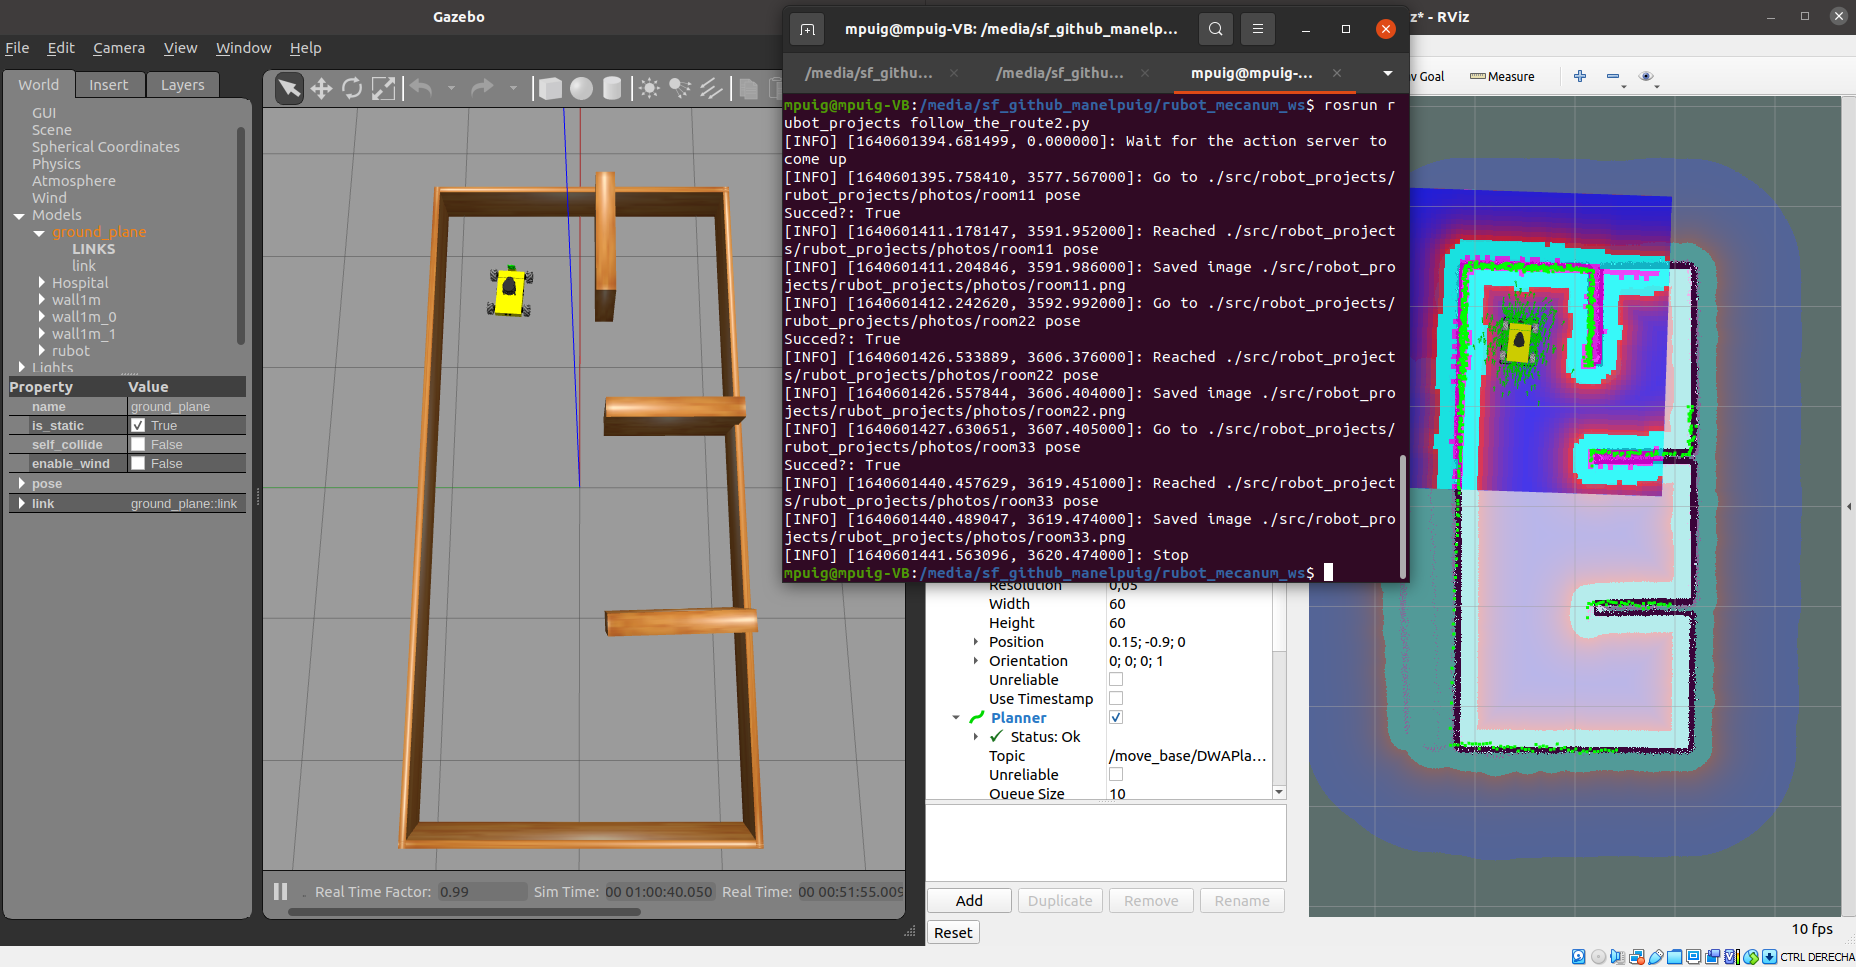 Gazebo
File Edit Camera View Window Help
World Insert Layers
GUI
Scene
Spherical Coordinates
Physics
Atmosphere
Wind
Models
ground_plane
LINKS
link
Hospital
wall1m
wall1m_0
wall1m_1
rubot
Lights
Property Value
name ground_plane
is_static True
self_collide False
enable_wind False
pose
link ground_plane::link
Real Time Factor: 0.99 Sim Time: 00 01:00:40.050 Real Time: 00 00:51:55.009
mpuig@mpuig-VB: /media/sf_github_manelp...
/media/sf_githu... /media/sf_githu... mpuig@mpuig-...
mpuig@mpuig-VB:/media/sf_github_manelpuig/rubot_mecanum_ws$ rosrun r
ubot_projects follow_the_route2.py
[INFO] [1640601394.681499, 0.000000]: Wait for the action server to
come up
[INFO] [1640601395.758410, 3577.567000]: Go to ./src/robot_projects/
rubot_projects/photos/room11 pose
Succed?: True
[INFO] [1640601411.178147, 3591.952000]: Reached ./src/robot_project
s/rubot_projects/photos/room11 pose
[INFO] [1640601411.204846, 3591.986000]: Saved image ./src/robot_pro
jects/rubot_projects/photos/room11.png
[INFO] [1640601412.242620, 3592.992000]: Go to ./src/robot_projects/
rubot_projects/photos/room22 pose
Succed?: True
[INFO] [1640601426.533889, 3606.376000]: Reached ./src/robot_project
s/rubot_projects/photos/room22 pose
[INFO] [1640601426.557844, 3606.404000]: Saved image ./src/robot_pro
jects/rubot_projects/photos/room22.png
[INFO] [1640601427.630651, 3607.405000]: Go to ./src/robot_projects/
rubot_projects/photos/room33 pose
Succed?: True
[INFO] [1640601440.457629, 3619.451000]: Reached ./src/robot_project
s/rubot_projects/photos/room33 pose
[INFO] [1640601440.489047, 3619.474000]: Saved image ./src/robot_pro
jects/rubot_projects/photos/room33.png
[INFO] [1640601441.563096, 3620.474000]: Stop
mpuig@mpuig-VB:/media/sf_github_manelpuig/rubot_mecanum_ws$
z* - RViz
v Goal Measure
Resolution 0,05
Width 60
Height 60
Position 0.15; -0.9; 0
Orientation 0; 0; 0; 1
Unreliable
Use Timestamp
Planner
Status: Ok
Topic /move_base/DWAPla...
Unreliable
Queue Size 10
Add Duplicate Remove Rename
Reset
10 fps
CTRL DERECHA